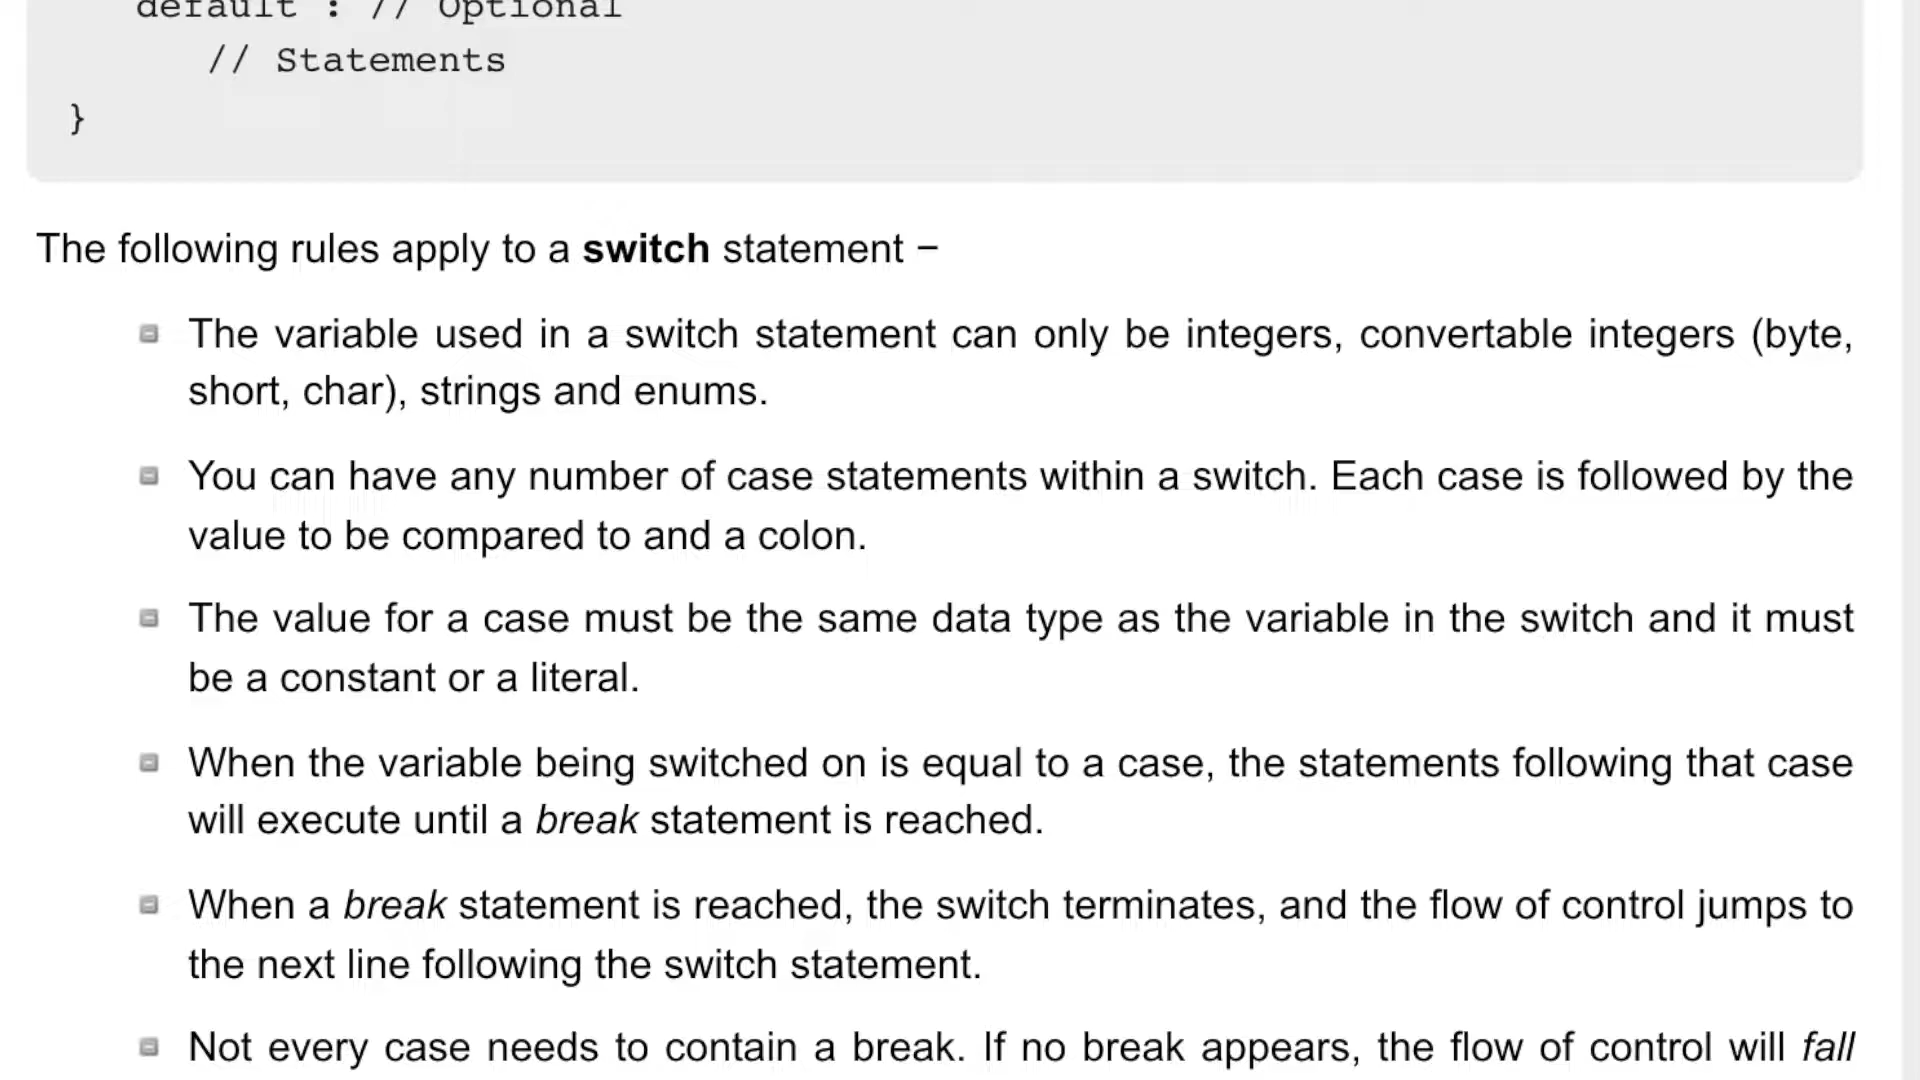 default : // Optional
// Statements
}
The following rules apply to a switch statement −
The variable used in a switch statement can only be integers, convertable integers (byte,
short, char), strings and enums.
You can have any number of case statements within a switch. Each case is followed by the
value to be compared to and a colon.
The value for a case must be the same data type as the variable in the switch and it must
be a constant or a literal.
When the variable being switched on is equal to a case, the statements following that case
will execute until a break statement is reached.
When a break statement is reached, the switch terminates, and the flow of control jumps to
the next line following the switch statement.
Not every case needs to contain a break. If no break appears, the flow of control will fall